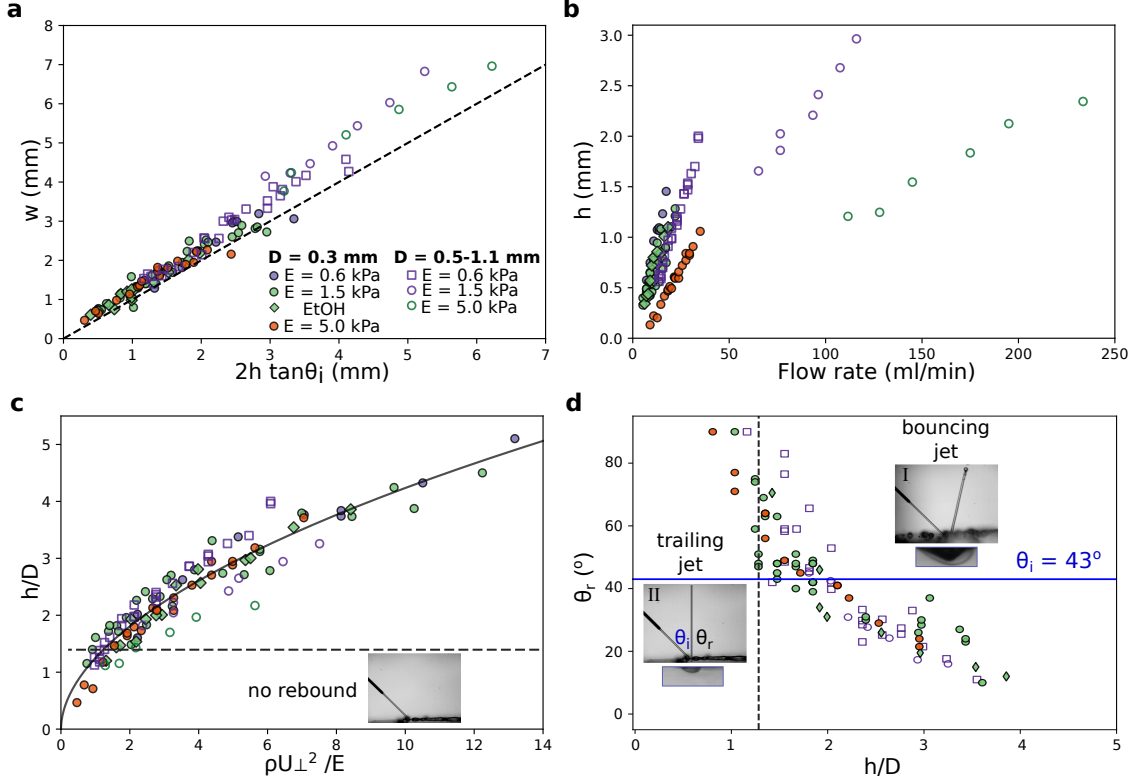 a
8
7
6
5
4
3
2
1
0
w (mm)
0 1 2 3 4 5 6 7
2h tanθi (mm)
D = 0.3 mm
E = 0.6 kPa
E = 1.5 kPa
EtOH
E = 5.0 kPa
D = 0.5-1.1 mm
E = 0.6 kPa
E = 1.5 kPa
E = 5.0 kPa
b
3.0
2.5
2.0
1.5
1.0
0.5
0.0
h (mm)
0 50 100 150 200 250
Flow rate (ml/min)
c
5
4
3
2
1
0
h/D
no rebound
0 2 4 6 8 10 12 14
ρU⊥² /E
d
80
60
40
20
0
θr (°)
bouncing
jet
I
θi = 43°
trailing
jet
II
θi θr
0 1 2 3 4 5
h/D